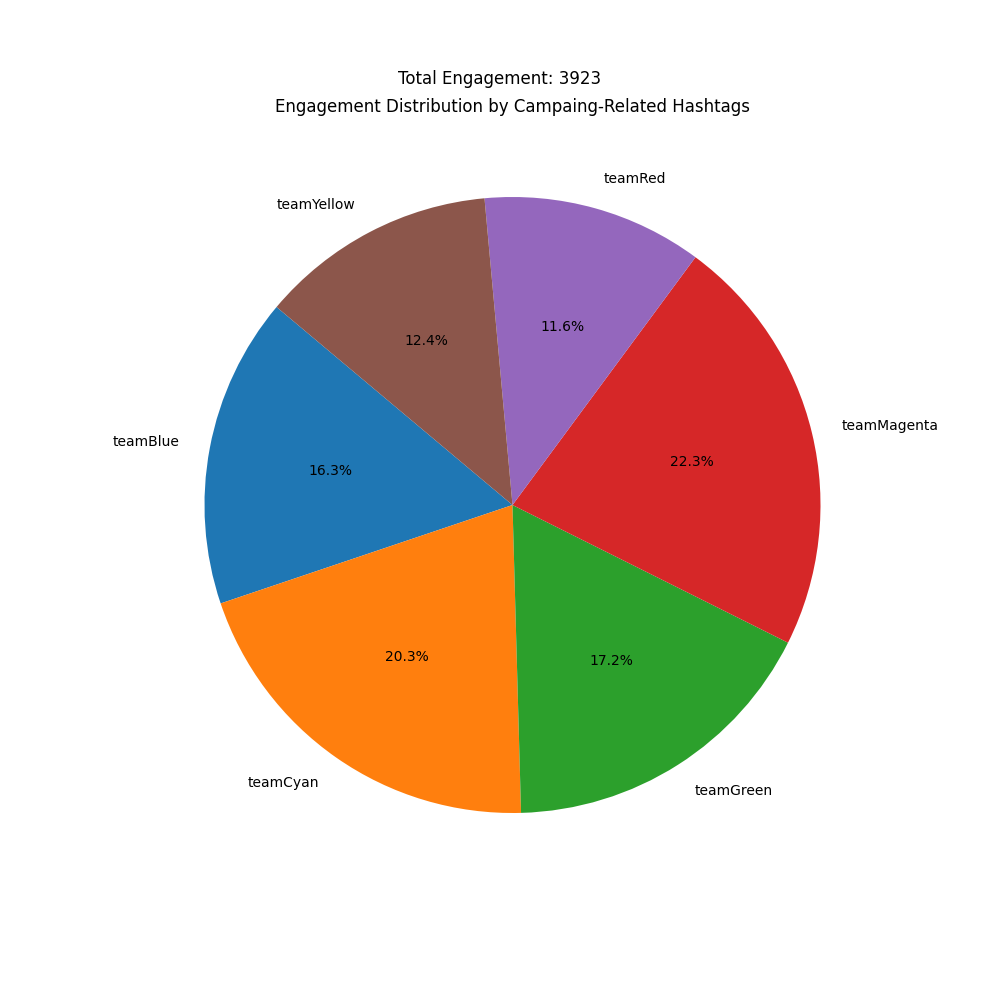 Total Engagement: 3923
Engagement Distribution by Campaing-Related Hashtags
teamRed
teamYellow
11.6%
12.4%
teamMagenta
teamBlue
22.3%
16.3%
20.3%
17.2%
teamCyan
teamGreen